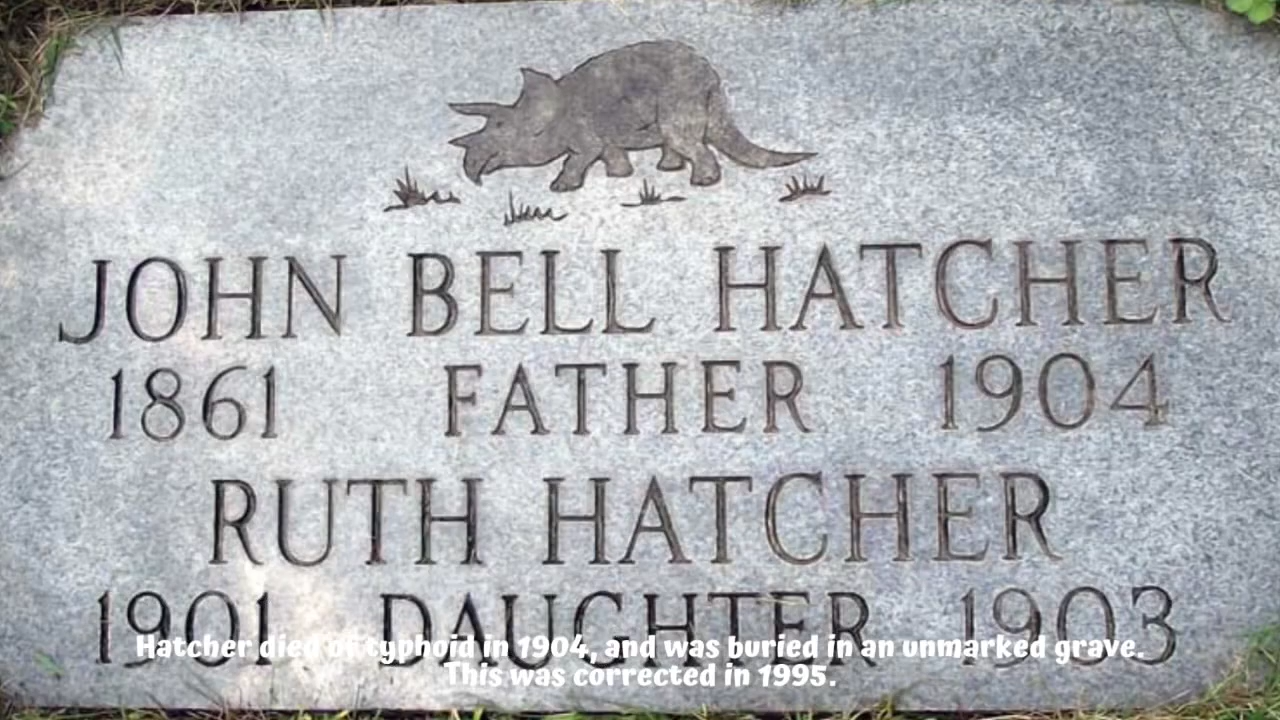 JOHN BELL HATCHER
1861 FATHER 1904
RUTH HATCHER
1901 DAUGHTER 1903
Hatcher died of typhoid in 1904, and was buried in an unmarked grave.
This was corrected in 1995.